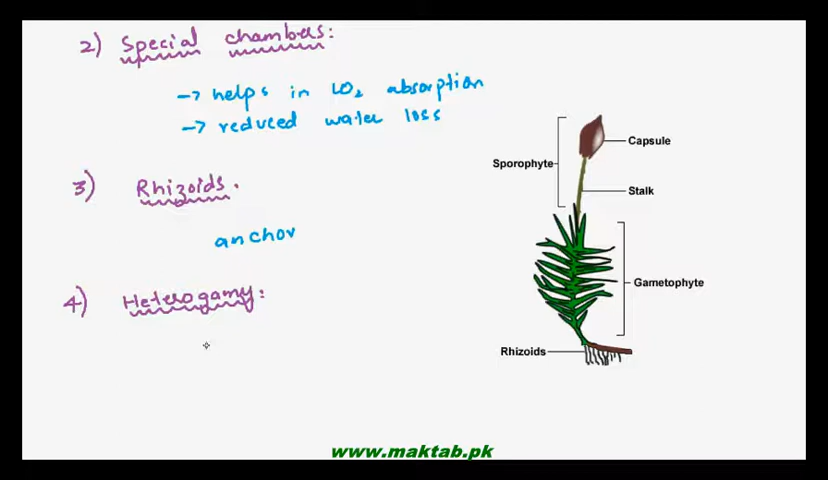 2) Special chambers:
→ helps in CO₂ absorption
→ reduced water loss
3) Rhizoids.
anchor
4) Heterogamy:
Capsule
Sporophyte
Stalk
Gametophyte
Rhizoids
www.maktab.pk